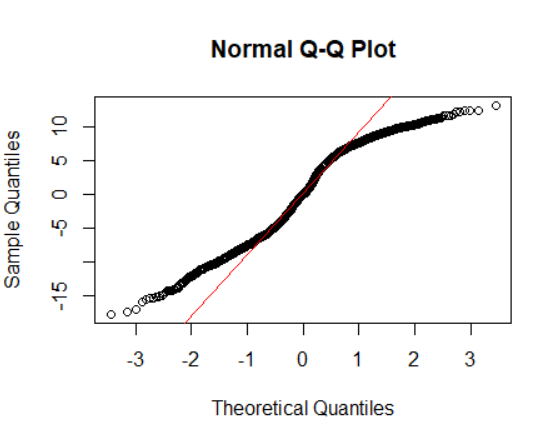 Normal Q-Q Plot
Sample Quantiles
10
5
0
-5
-15
-3 -2 -1 0 1 2 3
Theoretical Quantiles